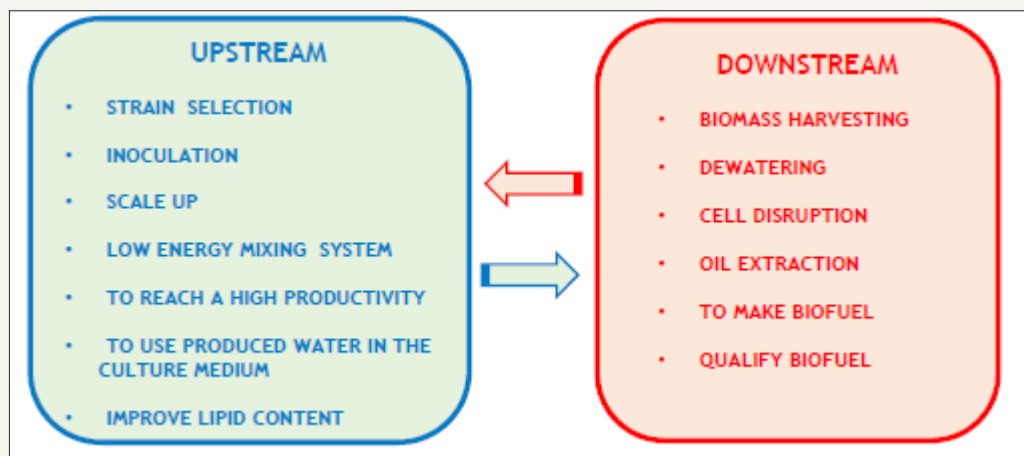 UPSTREAM
• STRAIN SELECTION
• INOCULATION
• SCALE UP
• LOW ENERGY MIXING SYSTEM
• TO REACH A HIGH PRODUCTIVITY
• TO USE PRODUCED WATER IN THE
CULTURE MEDIUM
• IMPROVE LIPID CONTENT
DOWNSTREAM
• BIOMASS HARVESTING
• DEWATERING
• CELL DISRUPTION
• OIL EXTRACTION
• TO MAKE BIOFUEL
• QUALIFY BIOFUEL